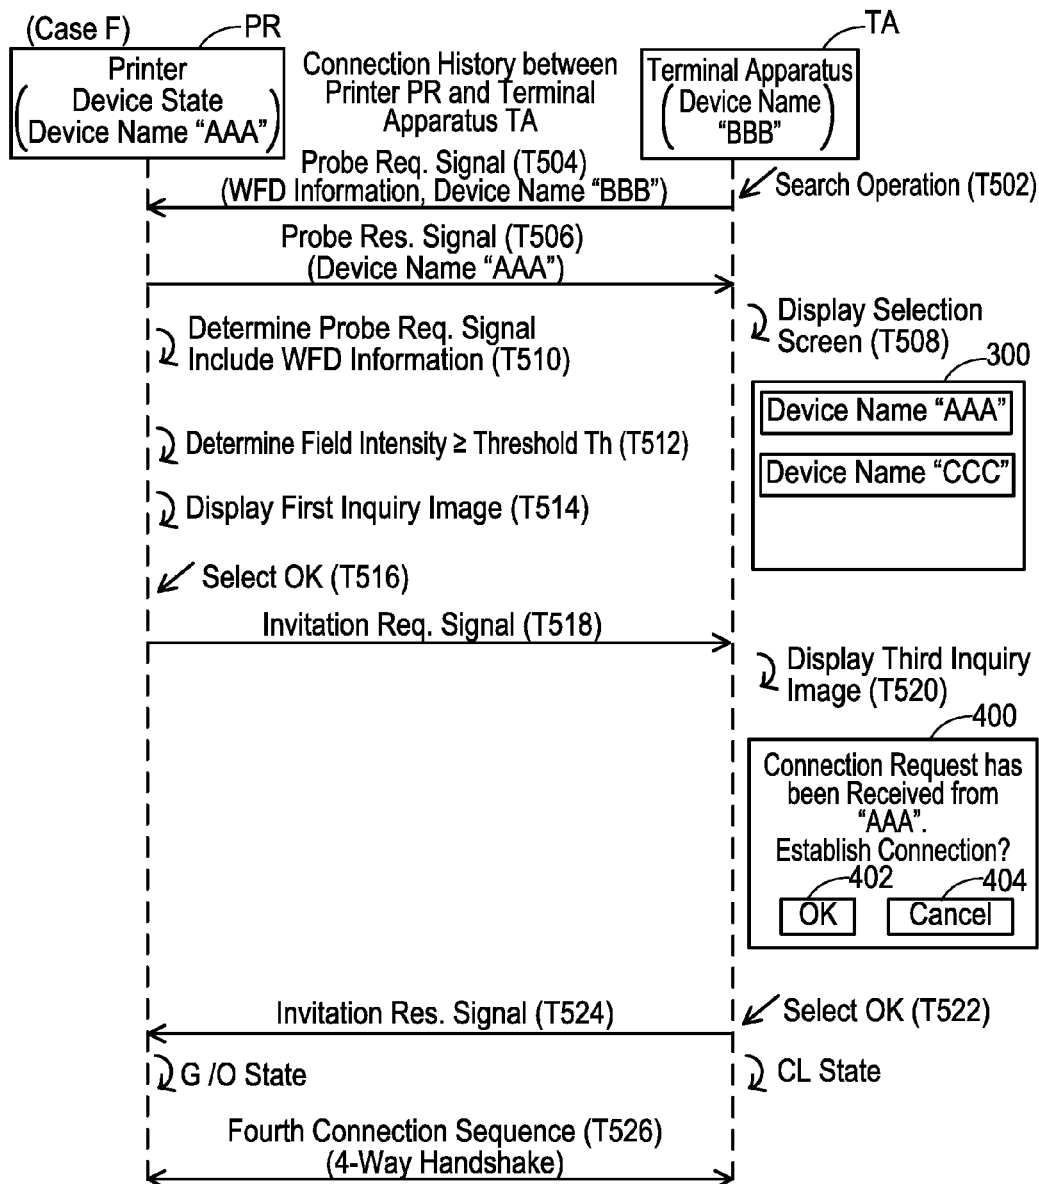 (Case F)
PR
TA
Printer
Device State
Device Name “AAA”
Connection History between
Printer PR and Terminal
Apparatus TA
Terminal Apparatus
Device Name
“BBB”
Probe Req. Signal (T504)
(WFD Information, Device Name “BBB”)
Search Operation (T502)
Probe Res. Signal (T506)
(Device Name “AAA”)
Determine Probe Req. Signal
Include WFD Information (T510)
Display Selection
Screen (T508)
300
Device Name “AAA”
Device Name “CCC”
Determine Field Intensity ≥ Threshold Th (T512)
Display First Inquiry Image (T514)
Select OK (T516)
Invitation Req. Signal (T518)
Display Third Inquiry
Image (T520)
400
Connection Request has
been Received from
“AAA”.
Establish Connection?
402
404
OK
Cancel
Invitation Res. Signal (T524)
Select OK (T522)
G /O State
CL State
Fourth Connection Sequence (T526)
(4-Way Handshake)